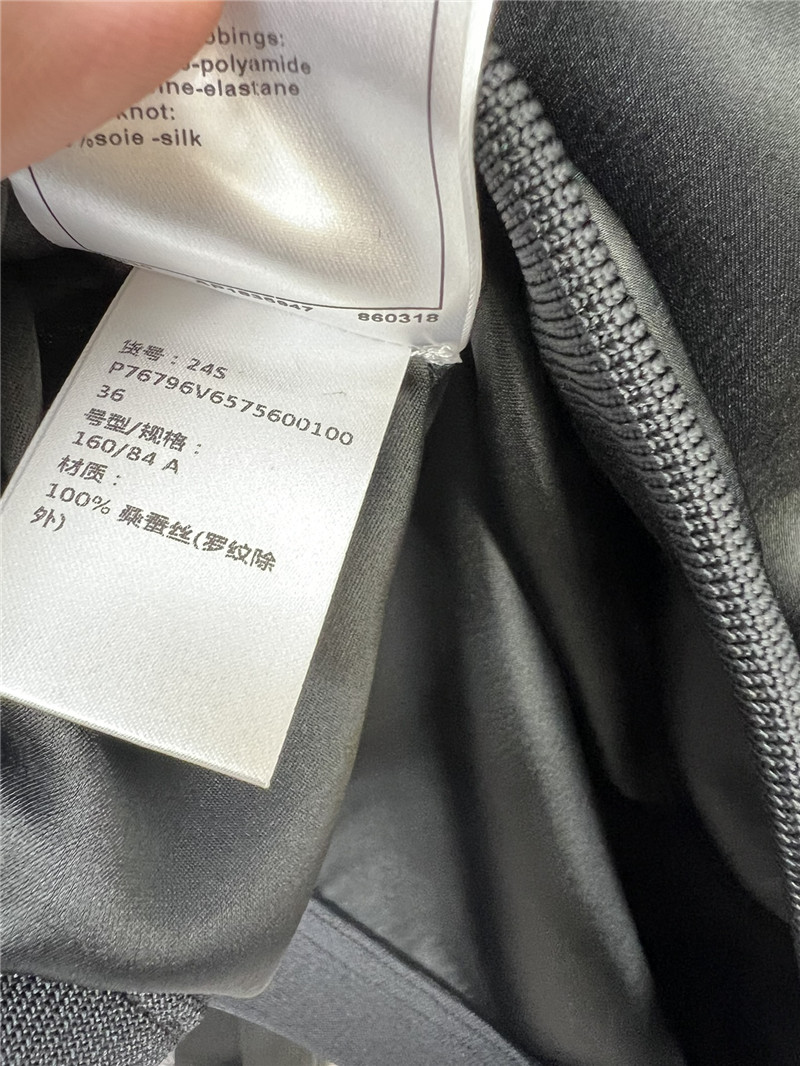 bbings:
-polyamide
ine-elastane
knot:
%soie -silk
860318
货号：24S
P76796V6575600100
36
号型/规格：
160/84 A
材质：
100% 桑蚕丝(罗纹除
外)